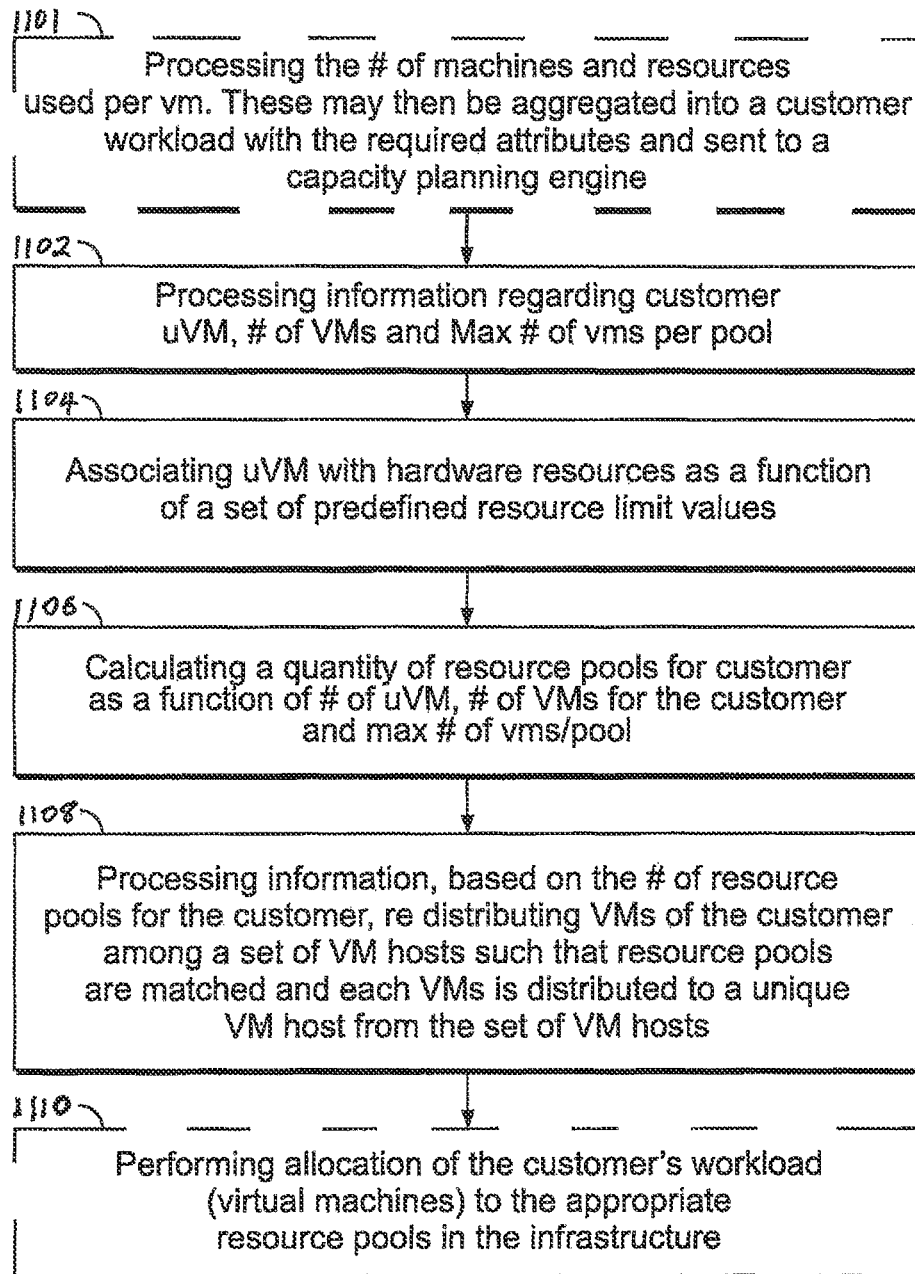 1101
Processing the # of machines and resources
used per vm. These may then be aggregated into a customer
workload with the required attributes and sent to a
capacity planning engine
1102
Processing information regarding customer
uVM, # of VMs and Max # of vms per pool
1104
Associating uVM with hardware resources as a function
of a set of predefined resource limit values
1106
Calculating a quantity of resource pools for customer
as a function of # of uVM, # of VMs for the customer
and max # of vms/pool
1108
Processing information, based on the # of resource
pools for the customer, re distributing VMs of the customer
among a set of VM hosts such that resource pools
are matched and each VMs is distributed to a unique
VM host from the set of VM hosts
1110
Performing allocation of the customer's workload
(virtual machines) to the appropriate
resource pools in the infrastructure